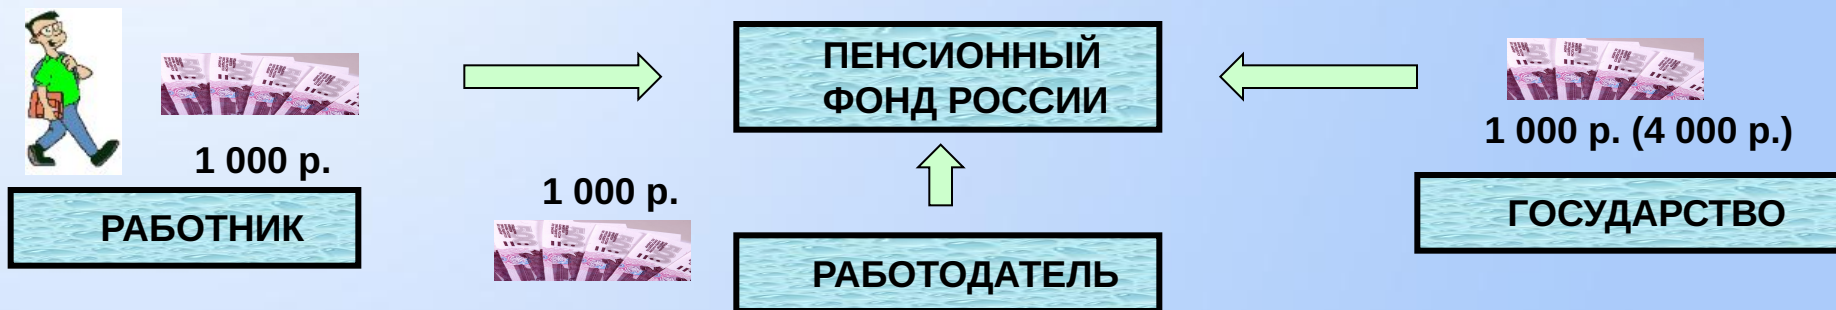 ПЕНСИОННЫЙ
ФОНД РОССИИ
1 000 р. (4 000 р.)
1 000 р.
1 000 р.
РАБОТНИК
ГОСУДАРСТВО
РАБОТОДАТЕЛЬ